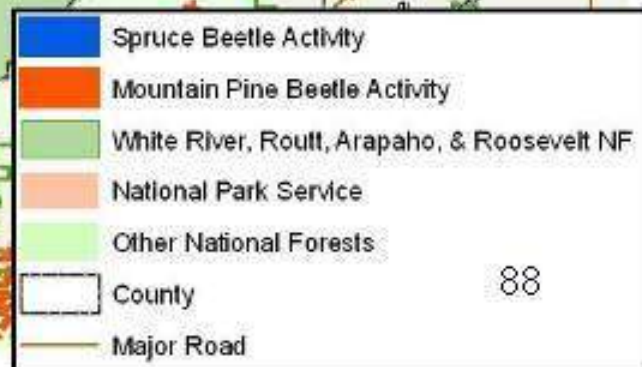 Spruce Beetle Activity
Mountain Pine Beetle Activity
White River, Routt, Arapaho, & Roosevelt NF
National Park Service
Other National Forests
County
88
Major Road